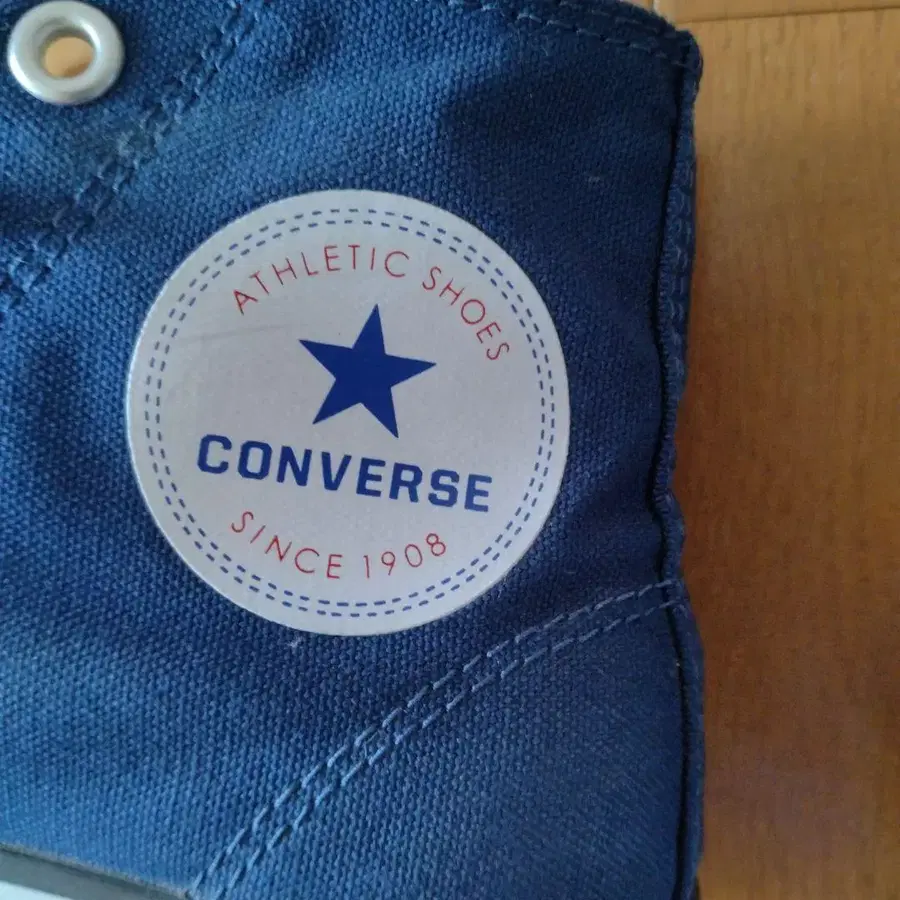 ATHLETIC SHOES
CONVERSE
SINCE 1908